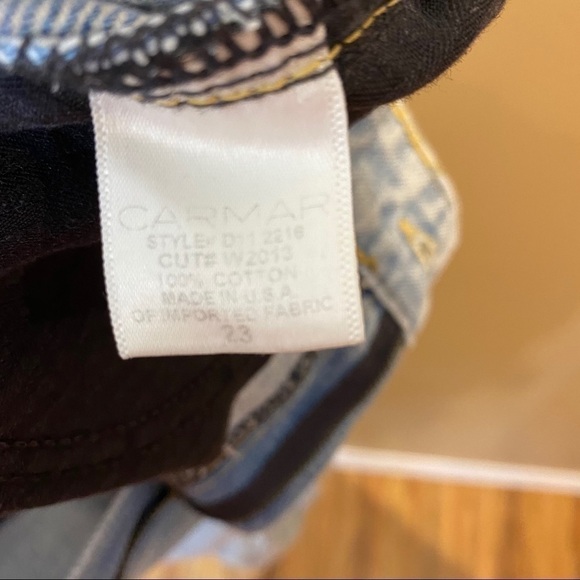 CARMAR
STYLE# D11 2216
CUT# W2013
100% COTTON
MADE IN U.S.A.
OF IMPORTED FABRIC
23